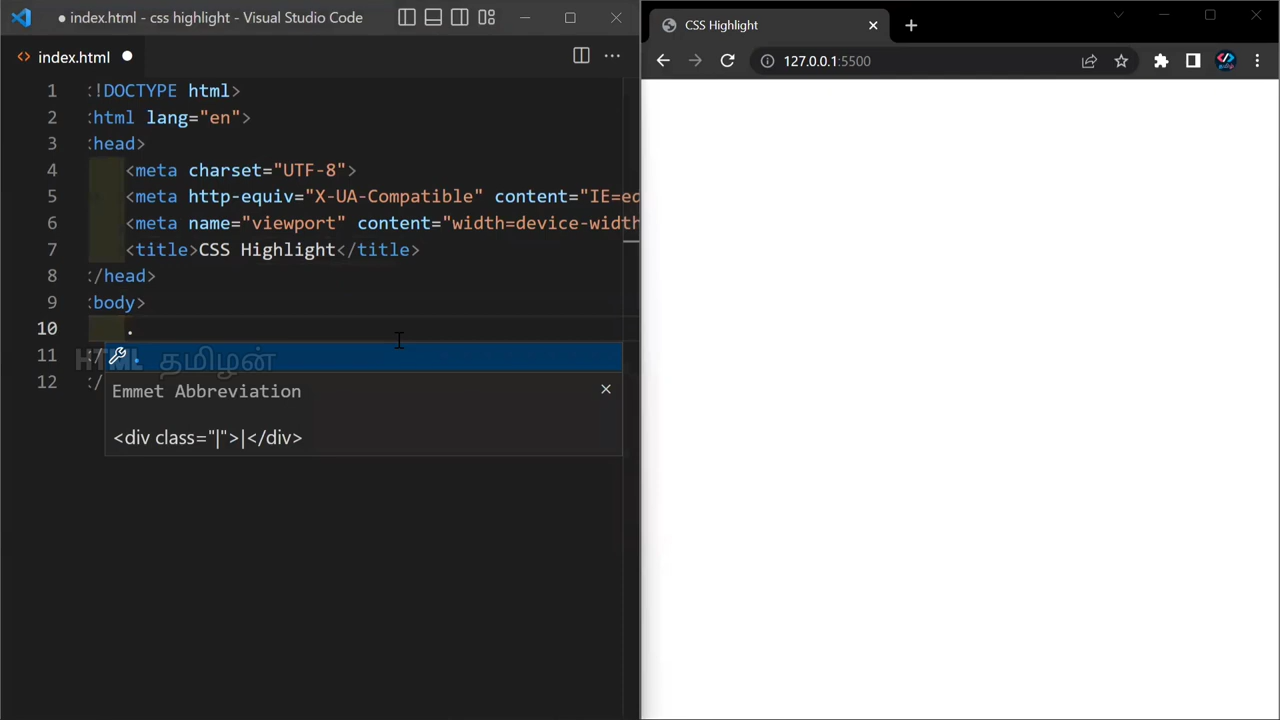 index.html - css highlight - Visual Studio Code
index.html
1 <!DOCTYPE html>
2 <html lang="en">
3 <head>
4 <meta charset="UTF-8">
5 <meta http-equiv="X-UA-Compatible" content="IE=ed
6 <meta name="viewport" content="width=device-width
7 <title>CSS Highlight</title>
8 </head>
9 <body>
10 .
11 </
12 </
.
HTML தமிழன்
Emmet Abbreviation
<div class="|">|</div>
CSS Highlight
127.0.0.1:5500